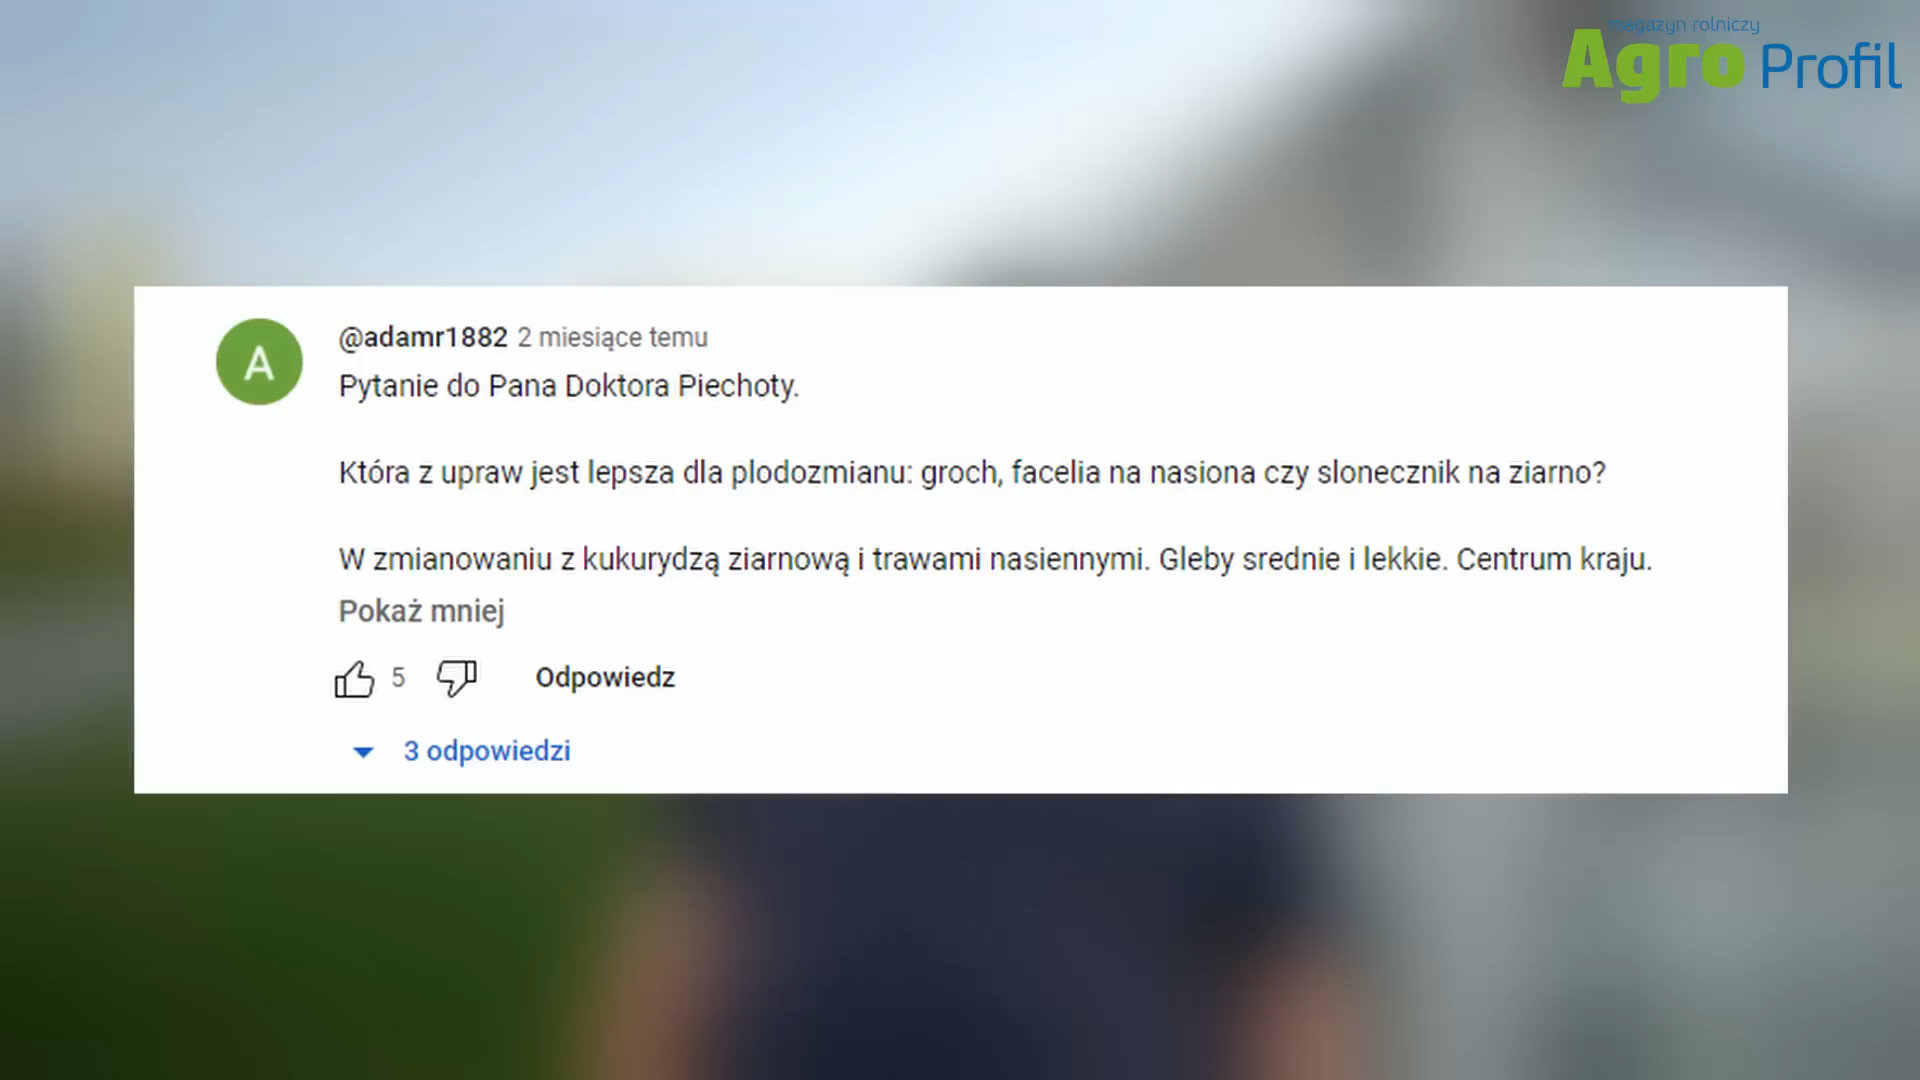 magazyn rolniczy
Agro Profil
A
@adamr1882 2 miesiące temu
Pytanie do Pana Doktora Piechoty.
Która z upraw jest lepsza dla plodozmianu: groch, facelia na nasiona czy slonecznik na ziarno?
W zmianowaniu z kukurydzą ziarnową i trawami nasiennymi. Gleby srednie i lekkie. Centrum kraju.
Pokaż mniej
5 Odpowiedz
3 odpowiedzi